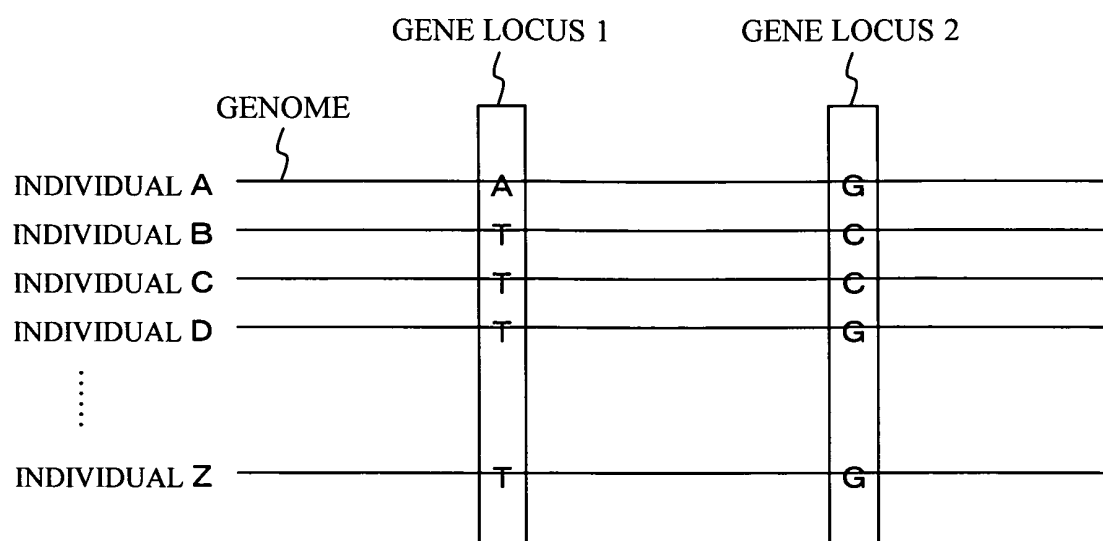 GENE LOCUS 1 GENE LOCUS 2
GENOME
INDIVIDUAL A A G
INDIVIDUAL B T C
INDIVIDUAL C T C
INDIVIDUAL D T G
INDIVIDUAL Z T G